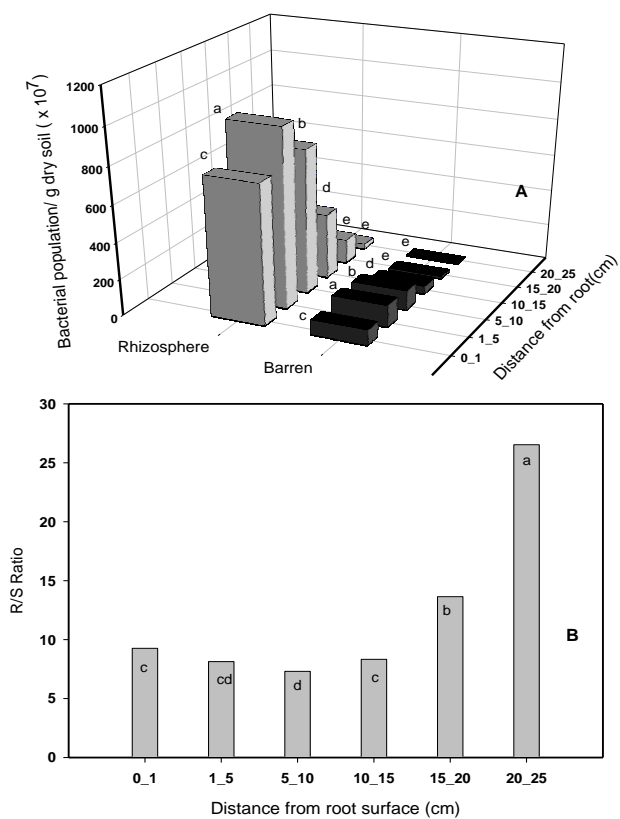 Bacterial population/ g dry soil ( x 10⁷)
1200
1000
800
600
400
200
0
a
b
c
d
e
e
e
e
d
b
a
c
A
Rhizosphere
Barren
20_25
15_20
10_15
5_10
1_5
0_1
Distance from root(cm)
R/S Ratio
30
25
20
15
10
5
0
c
cd
d
c
b
a
B
0_1 1_5 5_10 10_15 15_20 20_25
Distance from root surface (cm)